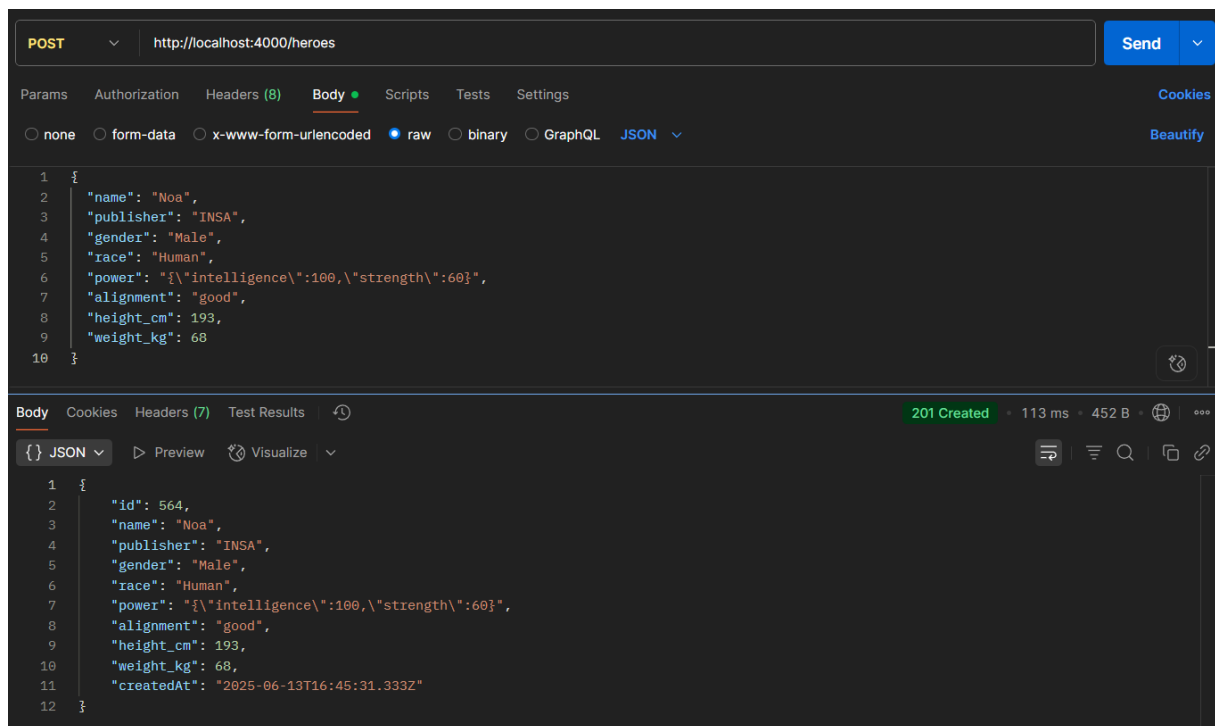 POST http://localhost:4000/heroes Send
Params Authorization Headers (8) Body Scripts Tests Settings Cookies
none form-data x-www-form-urlencoded raw binary GraphQL JSON Beautify
1 {
2 "name": "Noa",
3 "publisher": "INSA",
4 "gender": "Male",
5 "race": "Human",
6 "power": "{\"intelligence\":100,\"strength\":60}",
7 "alignment": "good",
8 "height_cm": 193,
9 "weight_kg": 68
10 }
Body Cookies Headers (7) Test Results 201 Created • 113 ms • 452 B •
{} JSON Preview Visualize
1 {
2 "id": 564,
3 "name": "Noa",
4 "publisher": "INSA",
5 "gender": "Male",
6 "race": "Human",
7 "power": "{\"intelligence\":100,\"strength\":60}",
8 "alignment": "good",
9 "height_cm": 193,
10 "weight_kg": 68,
11 "createdAt": "2025-06-13T16:45:31.333Z"
12 }